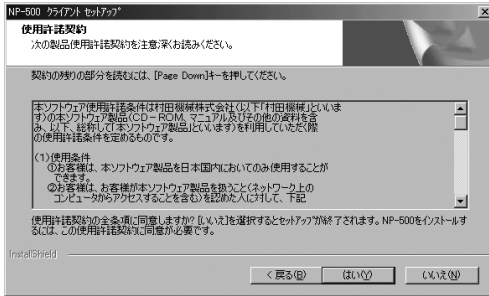 NP-500 クライアント セットアップ
使用許諾契約
次の製品使用許諾契約を注意深くお読みください。
契約の残りの部分を読むには、[Page Down]キーを押してください。
本ソフトウェア使用許諾条件は村田機械株式会社(以下「村田機械」といいま
す)の本ソフトウェア製品(CD-ROM、マニュアル及びその他の資料を含
み、以下、総称して「本ソフトウェア製品」といいます)を利用していただく際
の使用許諾条件を定めるものです。
(1)使用条件
①お客様は、本ソフトウェア製品を日本国内においてのみ使用することが
できます。
②お客様は、お客様が本ソフトウェア製品を扱うこと(ネットワーク上の
コンピュータからアクセスすることを含む)を認めた人に対して、下記
使用許諾契約の全条項に同意しますか? [いいえ]を選択するとセットアップが終了されます。NP-500をインストールす
るには、この使用許諾契約に同意が必要です。
InstallShield
< 戻る(B)
はい(Y)
いいえ(N)